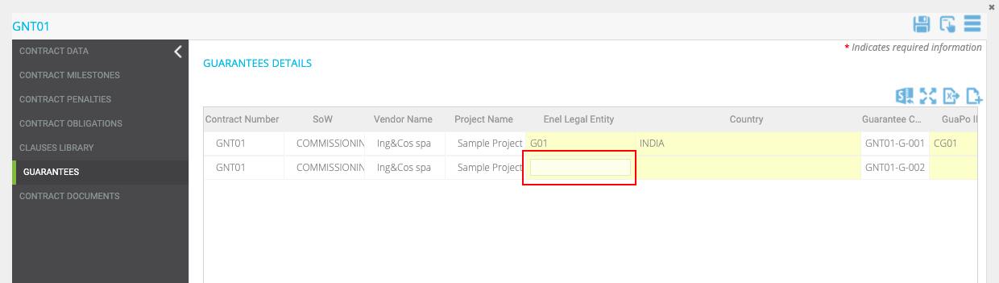 GNT01
* Indicates required information
CONTRACT DATA
CONTRACT MILESTONES
CONTRACT PENALTIES
CONTRACT OBLIGATIONS
CLAUSES LIBRARY
GUARANTEES
CONTRACT DOCUMENTS
GUARANTEES DETAILS
Contract Number SoW Vendor Name Project Name Enel Legal Entity Country Guarantee C... GuaPo II
GNT01 COMMISSIONIN Ing&Cos spa Sample Project G01 INDIA GNT01-G-001 CG01
GNT01 COMMISSIONIN Ing&Cos spa Sample Project GNT01-G-002